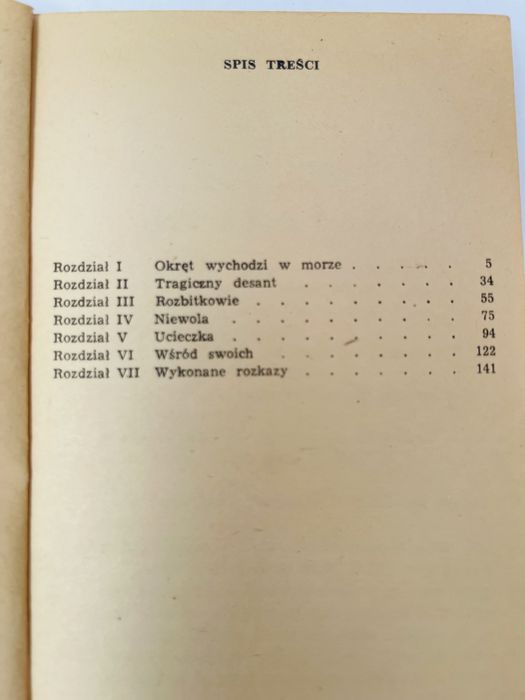 SPIS TREŚCI
Rozdział I Okręt wychodzi w morze . . . . . 5
Rozdział II Tragiczny desant . . . . . . . 34
Rozdział III Rozbitkowie . . . . . . . . . 55
Rozdział IV Niewola . . . . . . . . . . 75
Rozdział V Ucieczka . . . . . . . . . . 94
Rozdział VI Wśród swoich . . . . . . . . 122
Rozdział VII Wykonane rozkazy . . . . . . . 141